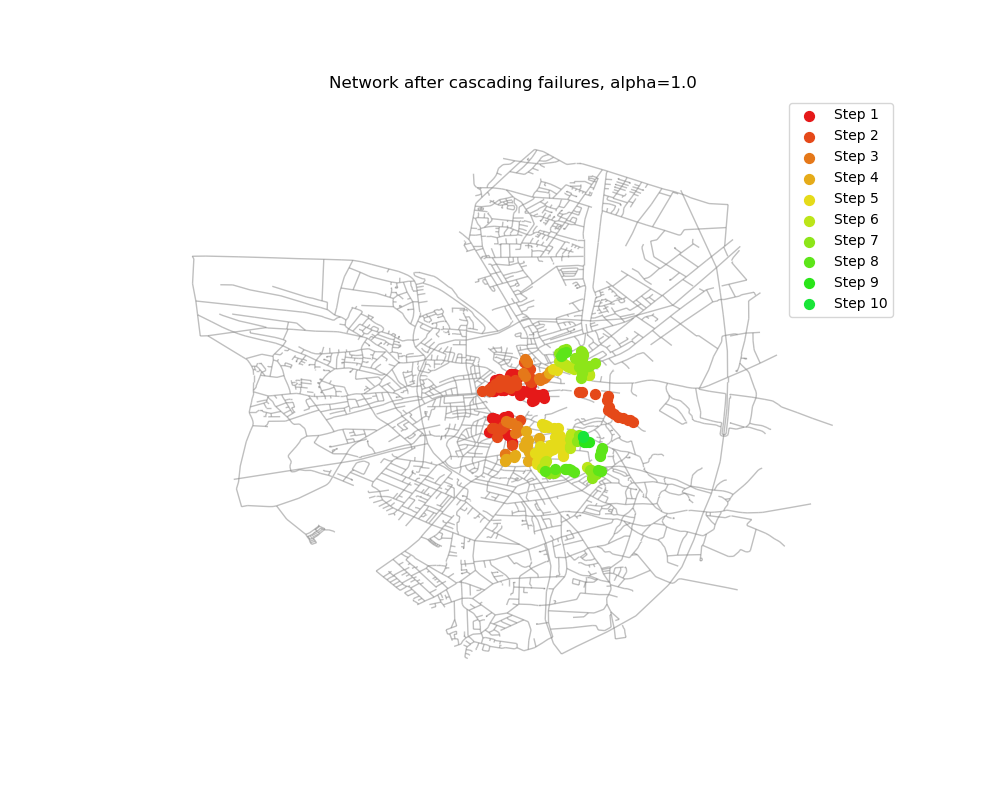 Network after cascading failures, alpha=1.0
Step 1
Step 2
Step 3
Step 4
Step 5
Step 6
Step 7
Step 8
Step 9
Step 10